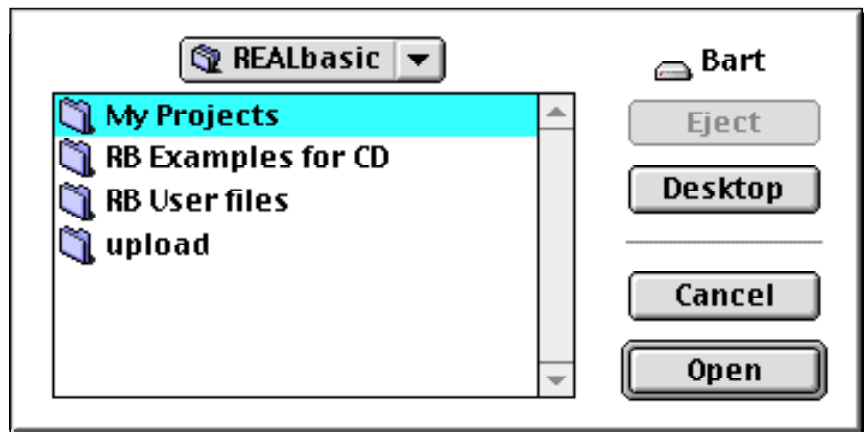 REALbasic
My Projects
RB Examples for CD
RB User files
upload
Bart
Eject
Desktop
Cancel
Open